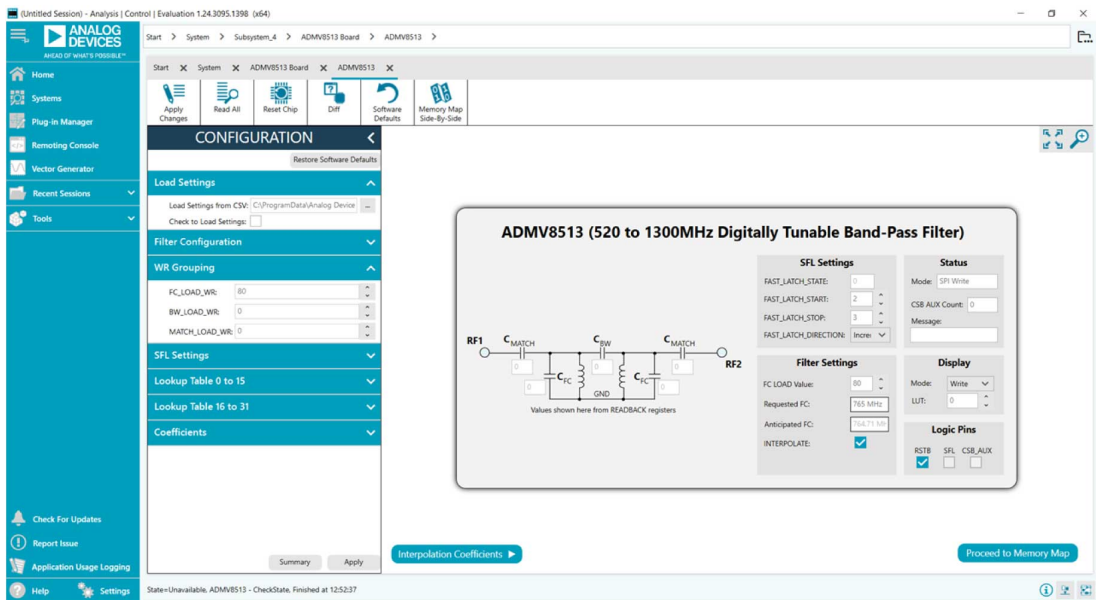 (Untitled Session) - Analysis | Control | Evaluation 1.24.3095.1398 (x64)
ANALOG
DEVICES
AHEAD OF WHAT'S POSSIBLE™
Start > System > Subsystem_4 > ADMV8513 Board > ADMV8513 >
Home
Systems
Plug-in Manager
Remoting Console
Vector Generator
Recent Sessions
Tools
Check For Updates
Report Issue
Application Usage Logging
Help Settings
Start System ADMV8513 Board ADMV8513
Apply Changes
Read All
Reset Chip
Diff
Software Defaults
Memory Map Side-By-Side
CONFIGURATION
Restore Software Defaults
Load Settings
Load Settings from CSV: C:\ProgramData\Analog Device ...
Check to Load Settings:
Filter Configuration
WR Grouping
FC_LOAD_WR: 80
BW_LOAD_WR: 0
MATCH_LOAD_WR: 0
SFL Settings
Lookup Table 0 to 15
Lookup Table 16 to 31
Coefficients
Summary Apply
ADMV8513 (520 to 1300MHz Digitally Tunable Band-Pass Filter)
RF1 CMATCH CBW CMATCH RF2
0 0 0
CFC CFC
0 0
GND
Values shown here from READBACK registers
SFL Settings
FAST_LATCH_STATE: 0
FAST_LATCH_START: 2
FAST_LATCH_STOP: 3
FAST_LATCH_DIRECTION: Incre
Filter Settings
FC LOAD Value: 80
Requested FC: 765 MHz
Anticipated FC: 764.71 MH
INTERPOLATE:
Status
Mode: SPI Write
CSB AUX Count: 0
Message:
Display
Mode: Write
LUT: 0
Logic Pins
RSTB SFL CSB_AUX
Interpolation Coefficients
Proceed to Memory Map
State=Unavailable, ADMV8513 - CheckState, Finished at 12:52:37